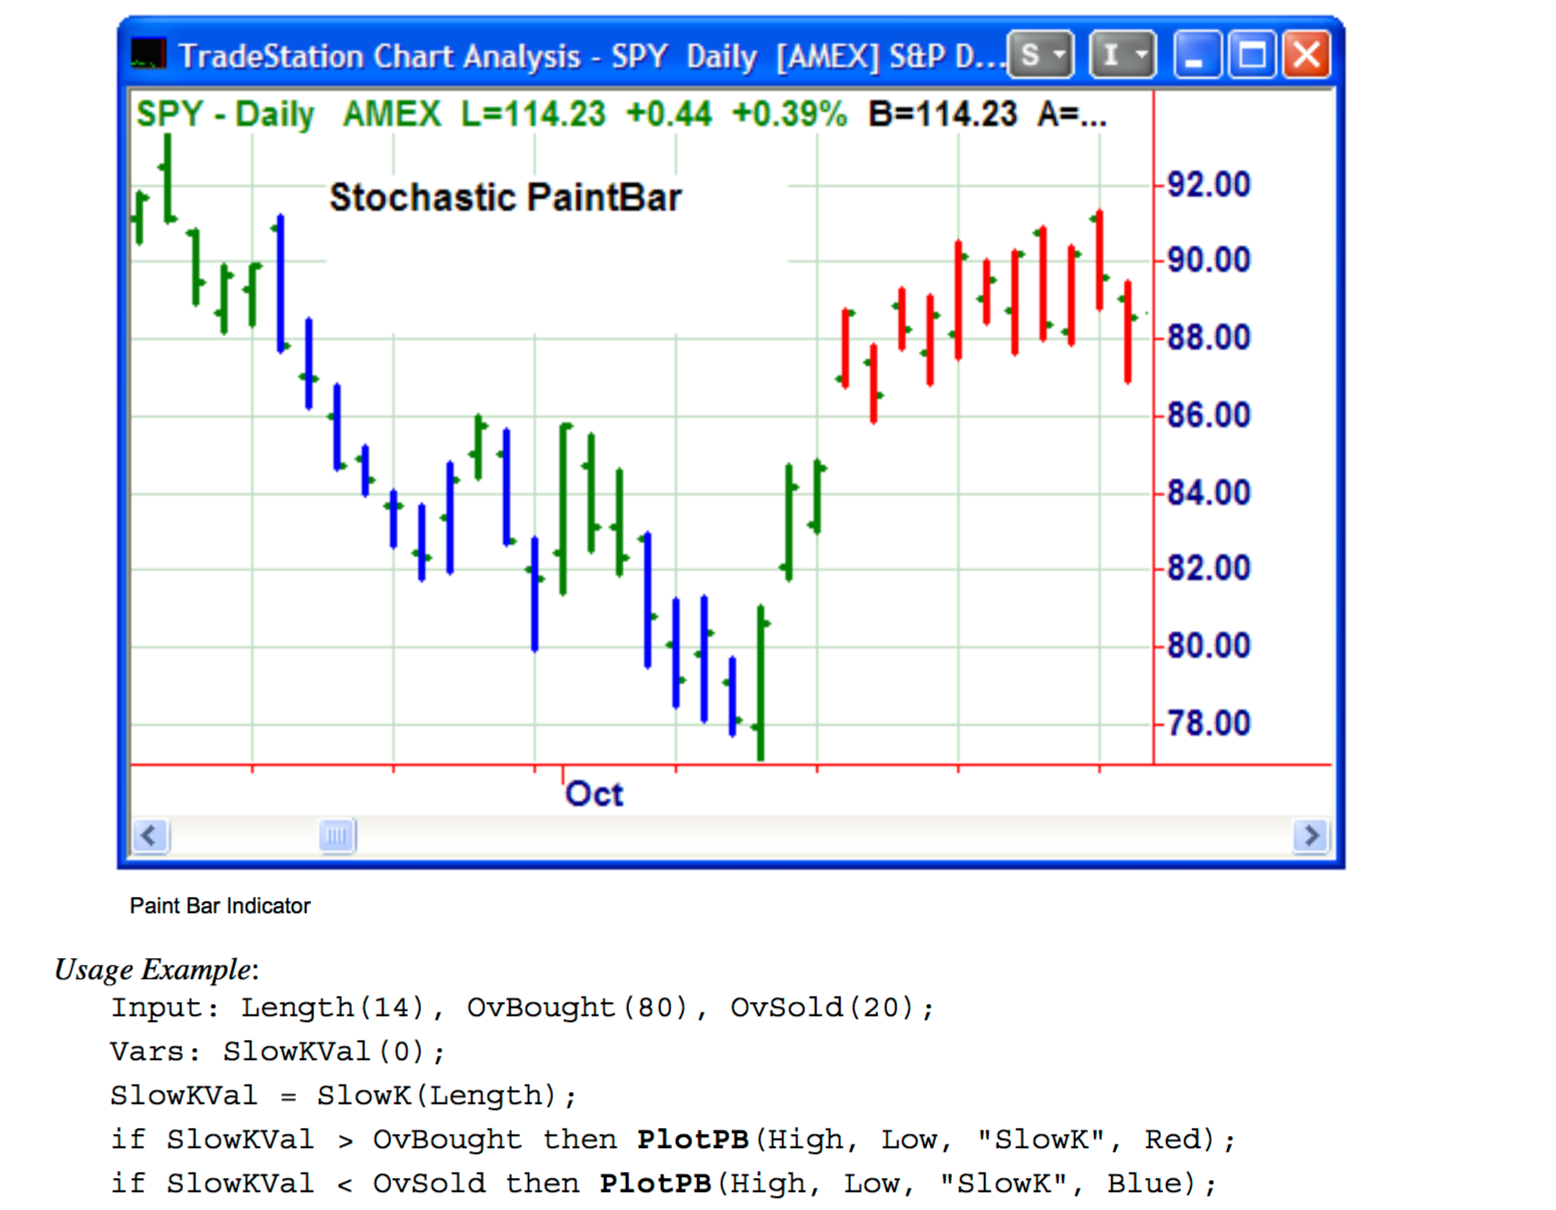 TradeStation Chart Analysis - SPY Daily [AMEX] S&P D... S I
SPY - Daily AMEX L=114.23 +0.44 +0.39% B=114.23 A=...
Stochastic PaintBar
92.00
90.00
88.00
86.00
84.00
82.00
80.00
78.00
Oct
Paint Bar Indicator
Usage Example:
Input: Length(14), OvBought(80), OvSold(20);
Vars: SlowKVal(0);
SlowKVal = SlowK(Length);
if SlowKVal > OvBought then PlotPB(High, Low, "SlowK", Red);
if SlowKVal < OvSold then PlotPB(High, Low, "SlowK", Blue);